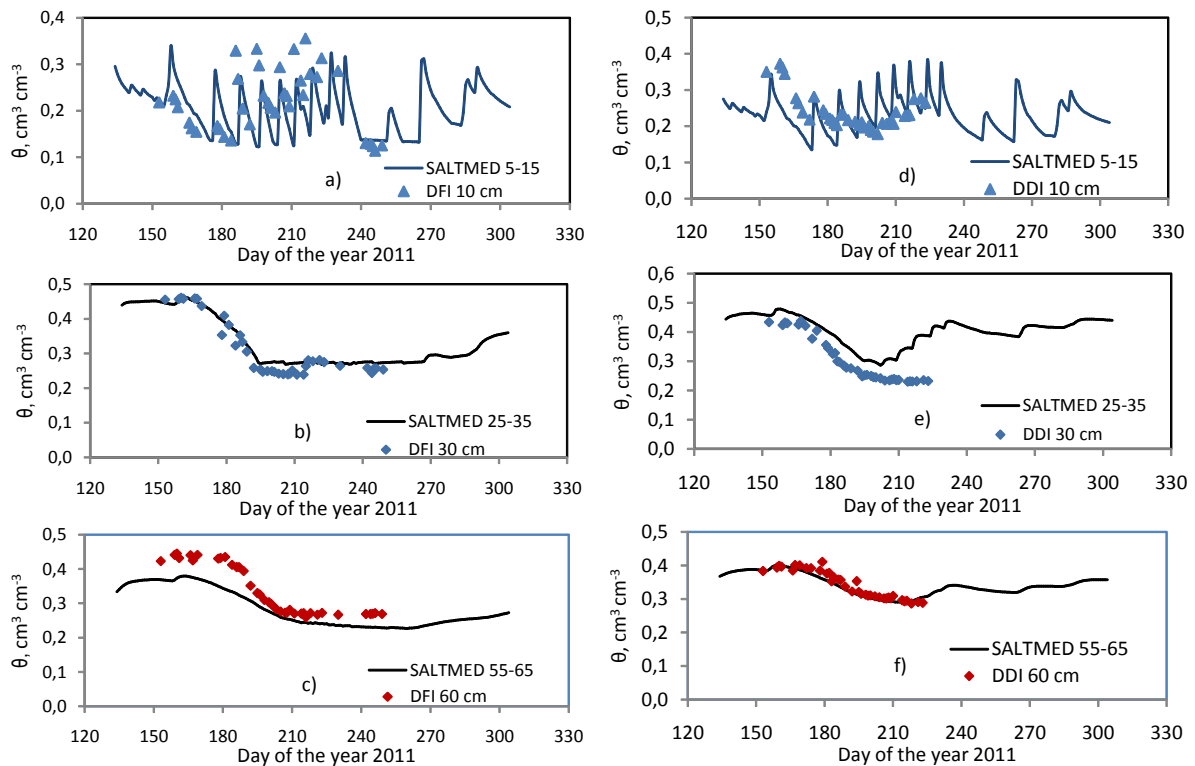 0,4
0,3
0,2
0,1
0,0
θ, cm³ cm⁻³
120 150 180 210 240 270 300 330
Day of the year 2011
SALTMED 5-15
DFI 10 cm
a)
0,5
0,4
0,3
0,2
0,1
0,0
θ, cm³ cm⁻³
120 150 180 210 240 270 300 330
Day of the year 2011
SALTMED 5-15
DDI 10 cm
d)
0,5
0,4
0,3
0,2
0,1
0,0
θ, cm³ cm⁻³
120 150 180 210 240 270 300 330
Day of the year 2011
SALTMED 25-35
DFI 30 cm
b)
0,6
0,5
0,4
0,3
0,2
0,1
0,0
θ, cm³ cm⁻³
120 150 180 210 240 270 300 330
Day of the year 2011
SALTMED 25-35
DDI 30 cm
e)
0,5
0,4
0,3
0,2
0,1
0,0
θ, cm³ cm⁻³
120 150 180 210 240 270 300 330
Day of the year 2011
SALTMED 55-65
DFI 60 cm
c)
0,5
0,4
0,3
0,2
0,1
0,0
θ, cm³ cm⁻³
120 150 180 210 240 270 300 330
Day of the year 2011
SALTMED 55-65
DDI 60 cm
f)